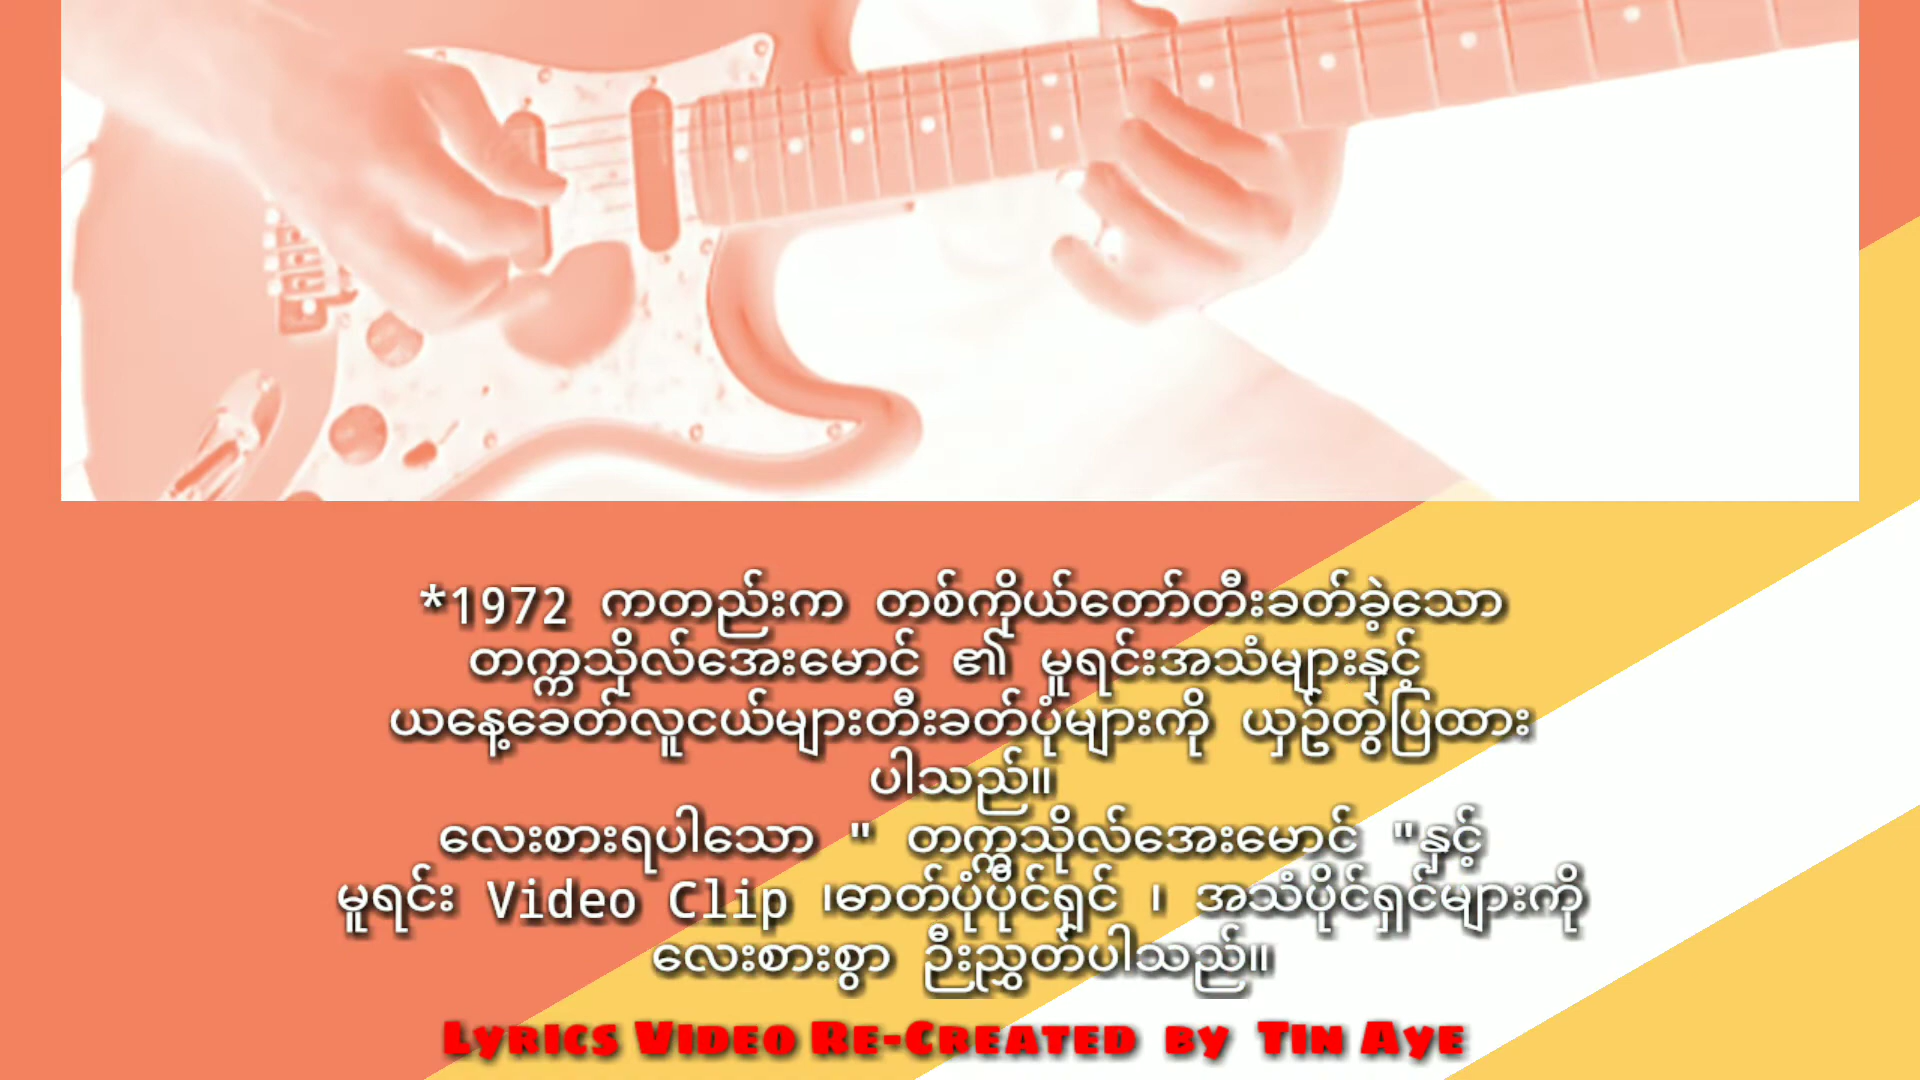 *1972 ကတည်းက တစ်ကိုယ်တော်တီးခတ်ခဲ့သော
တက္ကသိုလ်အေးမောင် ၏ မူရင်းအသံများနှင့်
ယနေ့ခေတ်လူငယ်များတီးခတ်ပုံများကို ယှဉ်တွဲပြထား
ပါသည်။
လေးစားရပါသော " တက္ကသိုလ်အေးမောင် "နှင့်
မူရင်း Video Clip ၊ဓာတ်ပုံပိုင်ရှင် ၊ အသံပိုင်ရှင်များကို
လေးစားစွာ ဦးညွှတ်ပါသည်။
Lyrics Video Re-Created by Tin Aye